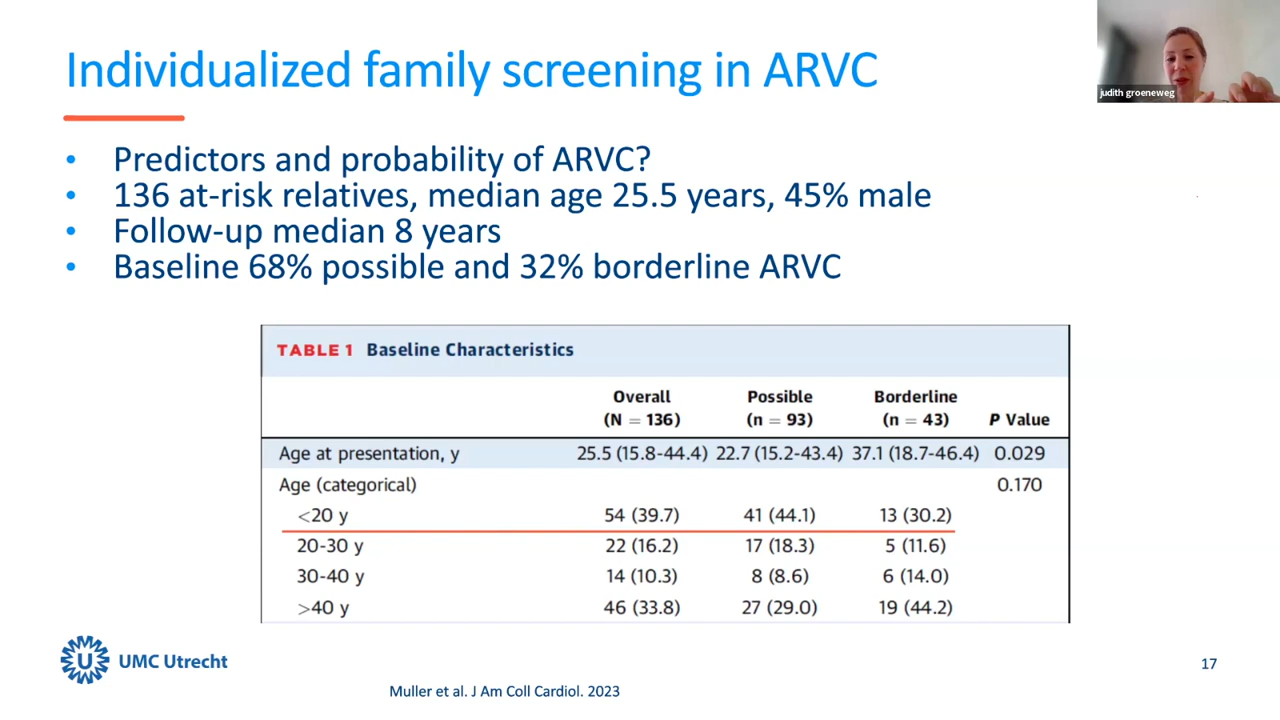 Individualized family screening in ARVC
judith groeneweg
• Predictors and probability of ARVC?
• 136 at-risk relatives, median age 25.5 years, 45% male
• Follow-up median 8 years
• Baseline 68% possible and 32% borderline ARVC
TABLE 1 Baseline Characteristics
Overall Possible Borderline
(N = 136) (n = 93) (n = 43) P Value
Age at presentation, y 25.5 (15.8-44.4) 22.7 (15.2-43.4) 37.1 (18.7-46.4) 0.029
Age (categorical) 0.170
<20 y 54 (39.7) 41 (44.1) 13 (30.2)
20-30 y 22 (16.2) 17 (18.3) 5 (11.6)
30-40 y 14 (10.3) 8 (8.6) 6 (14.0)
>40 y 46 (33.8) 27 (29.0) 19 (44.2)
U UMC Utrecht
17
Muller et al. J Am Coll Cardiol. 2023